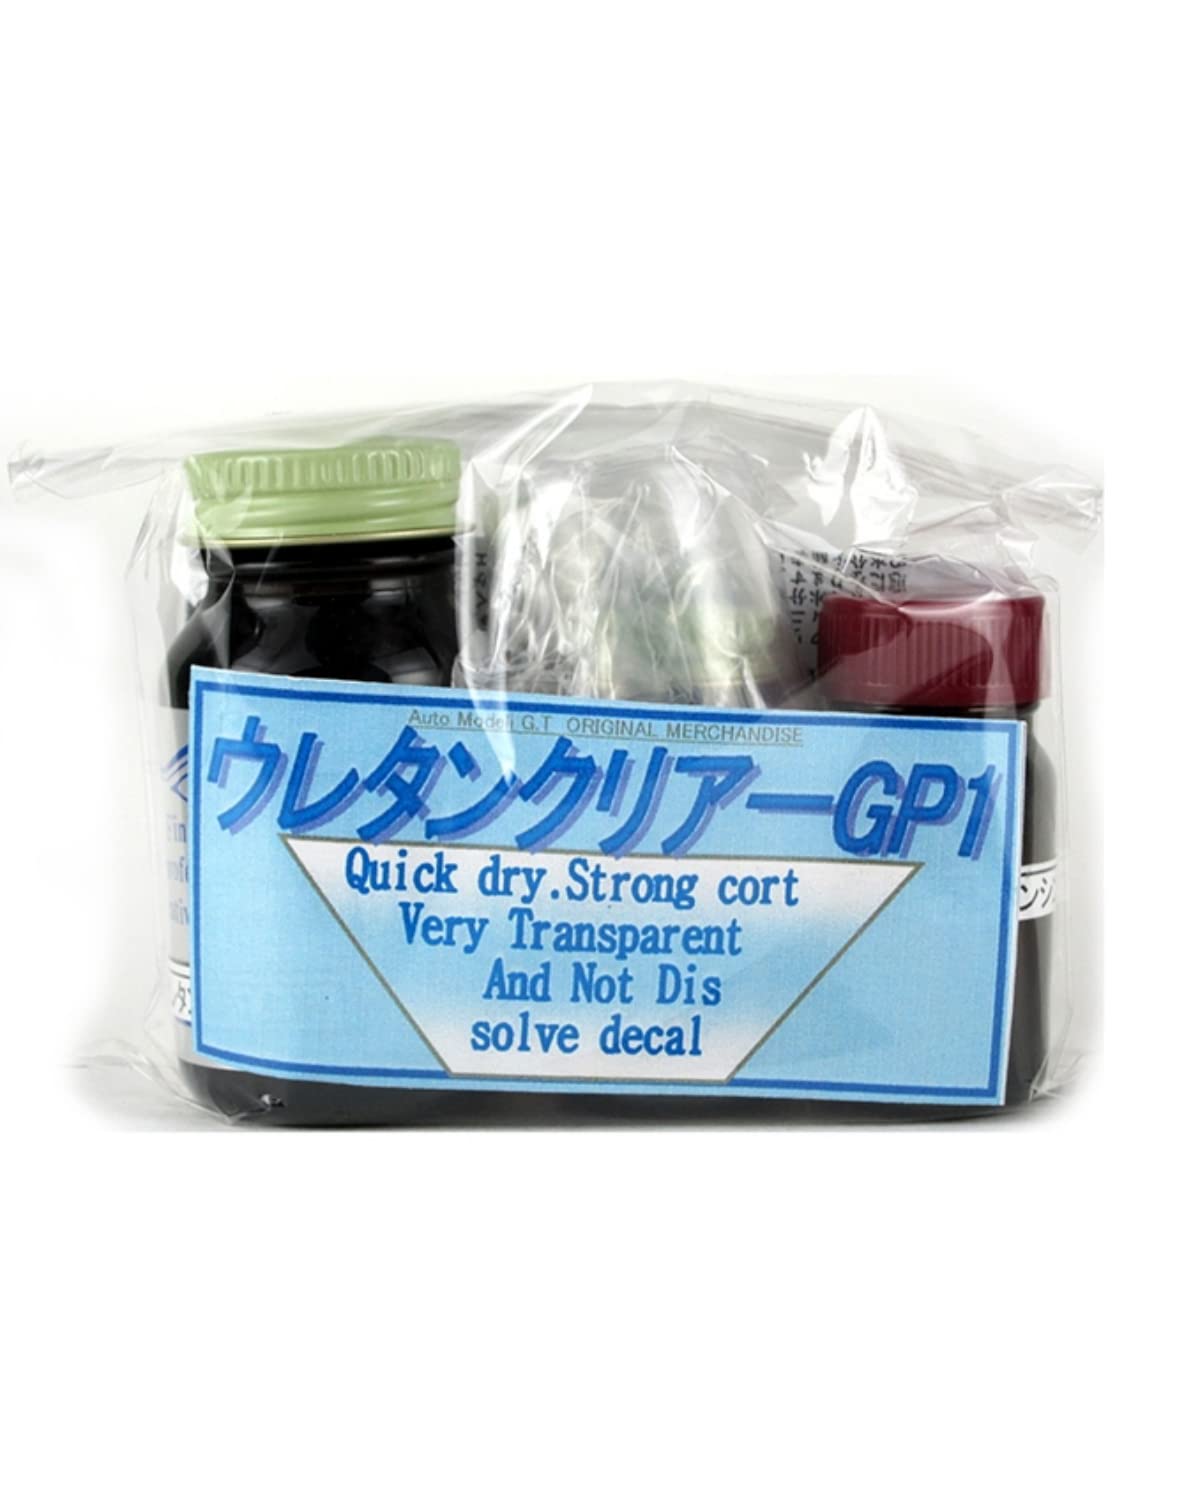 Auto Modeli G.T ORIGINAL MERCHANDISE
ウレタンクリアーGP1
Quick dry.Strong cort
Very Transparent
And Not Dis
solve decal